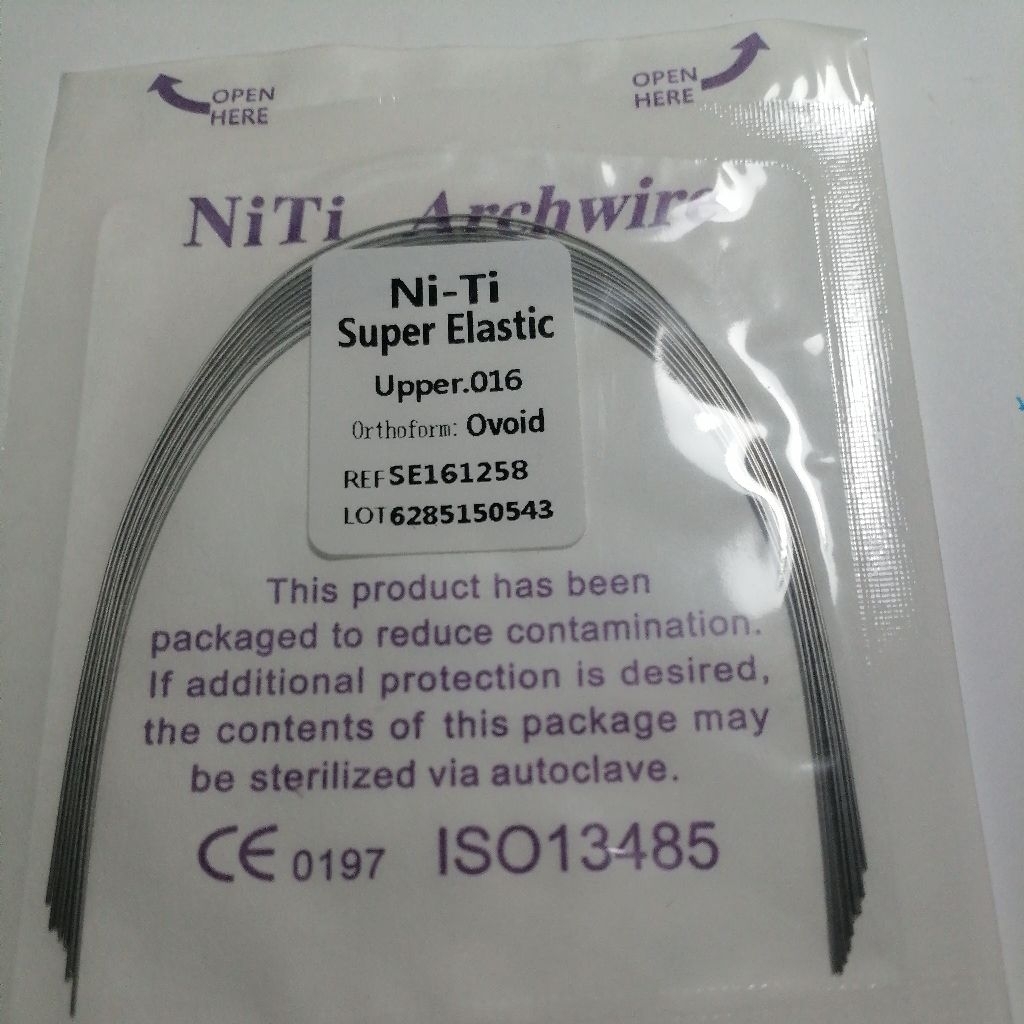 OPEN
HERE
OPEN
HERE
NiTi Archwire
Ni-Ti
Super Elastic
Upper.016
Orthoform: Ovoid
REF SE161258
LOT 6285150543
This product has been
packaged to reduce contamination.
If additional protection is desired,
the contents of this package may
be sterilized via autoclave.
CE 0197 ISO13485